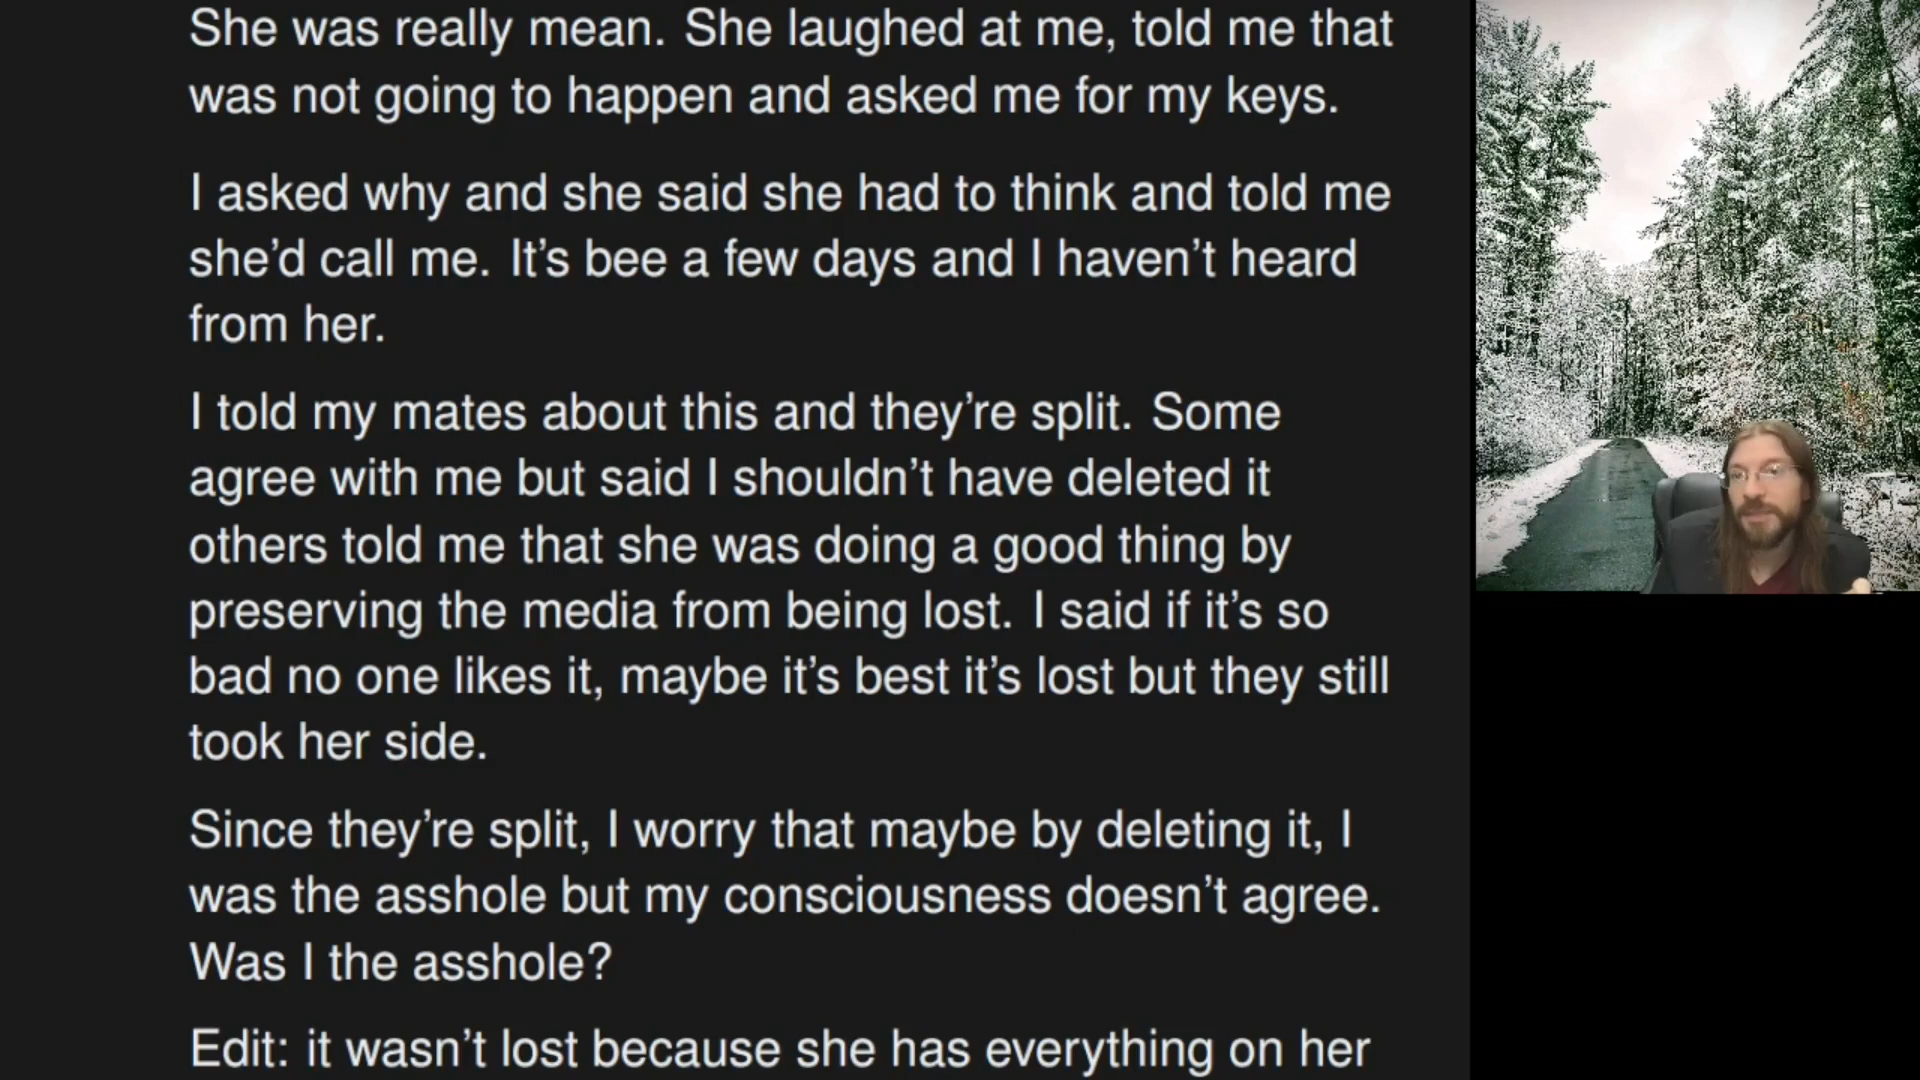 She was really mean. She laughed at me, told me that
was not going to happen and asked me for my keys.
I asked why and she said she had to think and told me
she’d call me. It’s bee a few days and I haven’t heard
from her.
I told my mates about this and they’re split. Some
agree with me but said I shouldn’t have deleted it
others told me that she was doing a good thing by
preserving the media from being lost. I said if it’s so
bad no one likes it, maybe it’s best it’s lost but they still
took her side.
Since they’re split, I worry that maybe by deleting it, I
was the asshole but my consciousness doesn’t agree.
Was I the asshole?
Edit: it wasn’t lost because she has everything on her